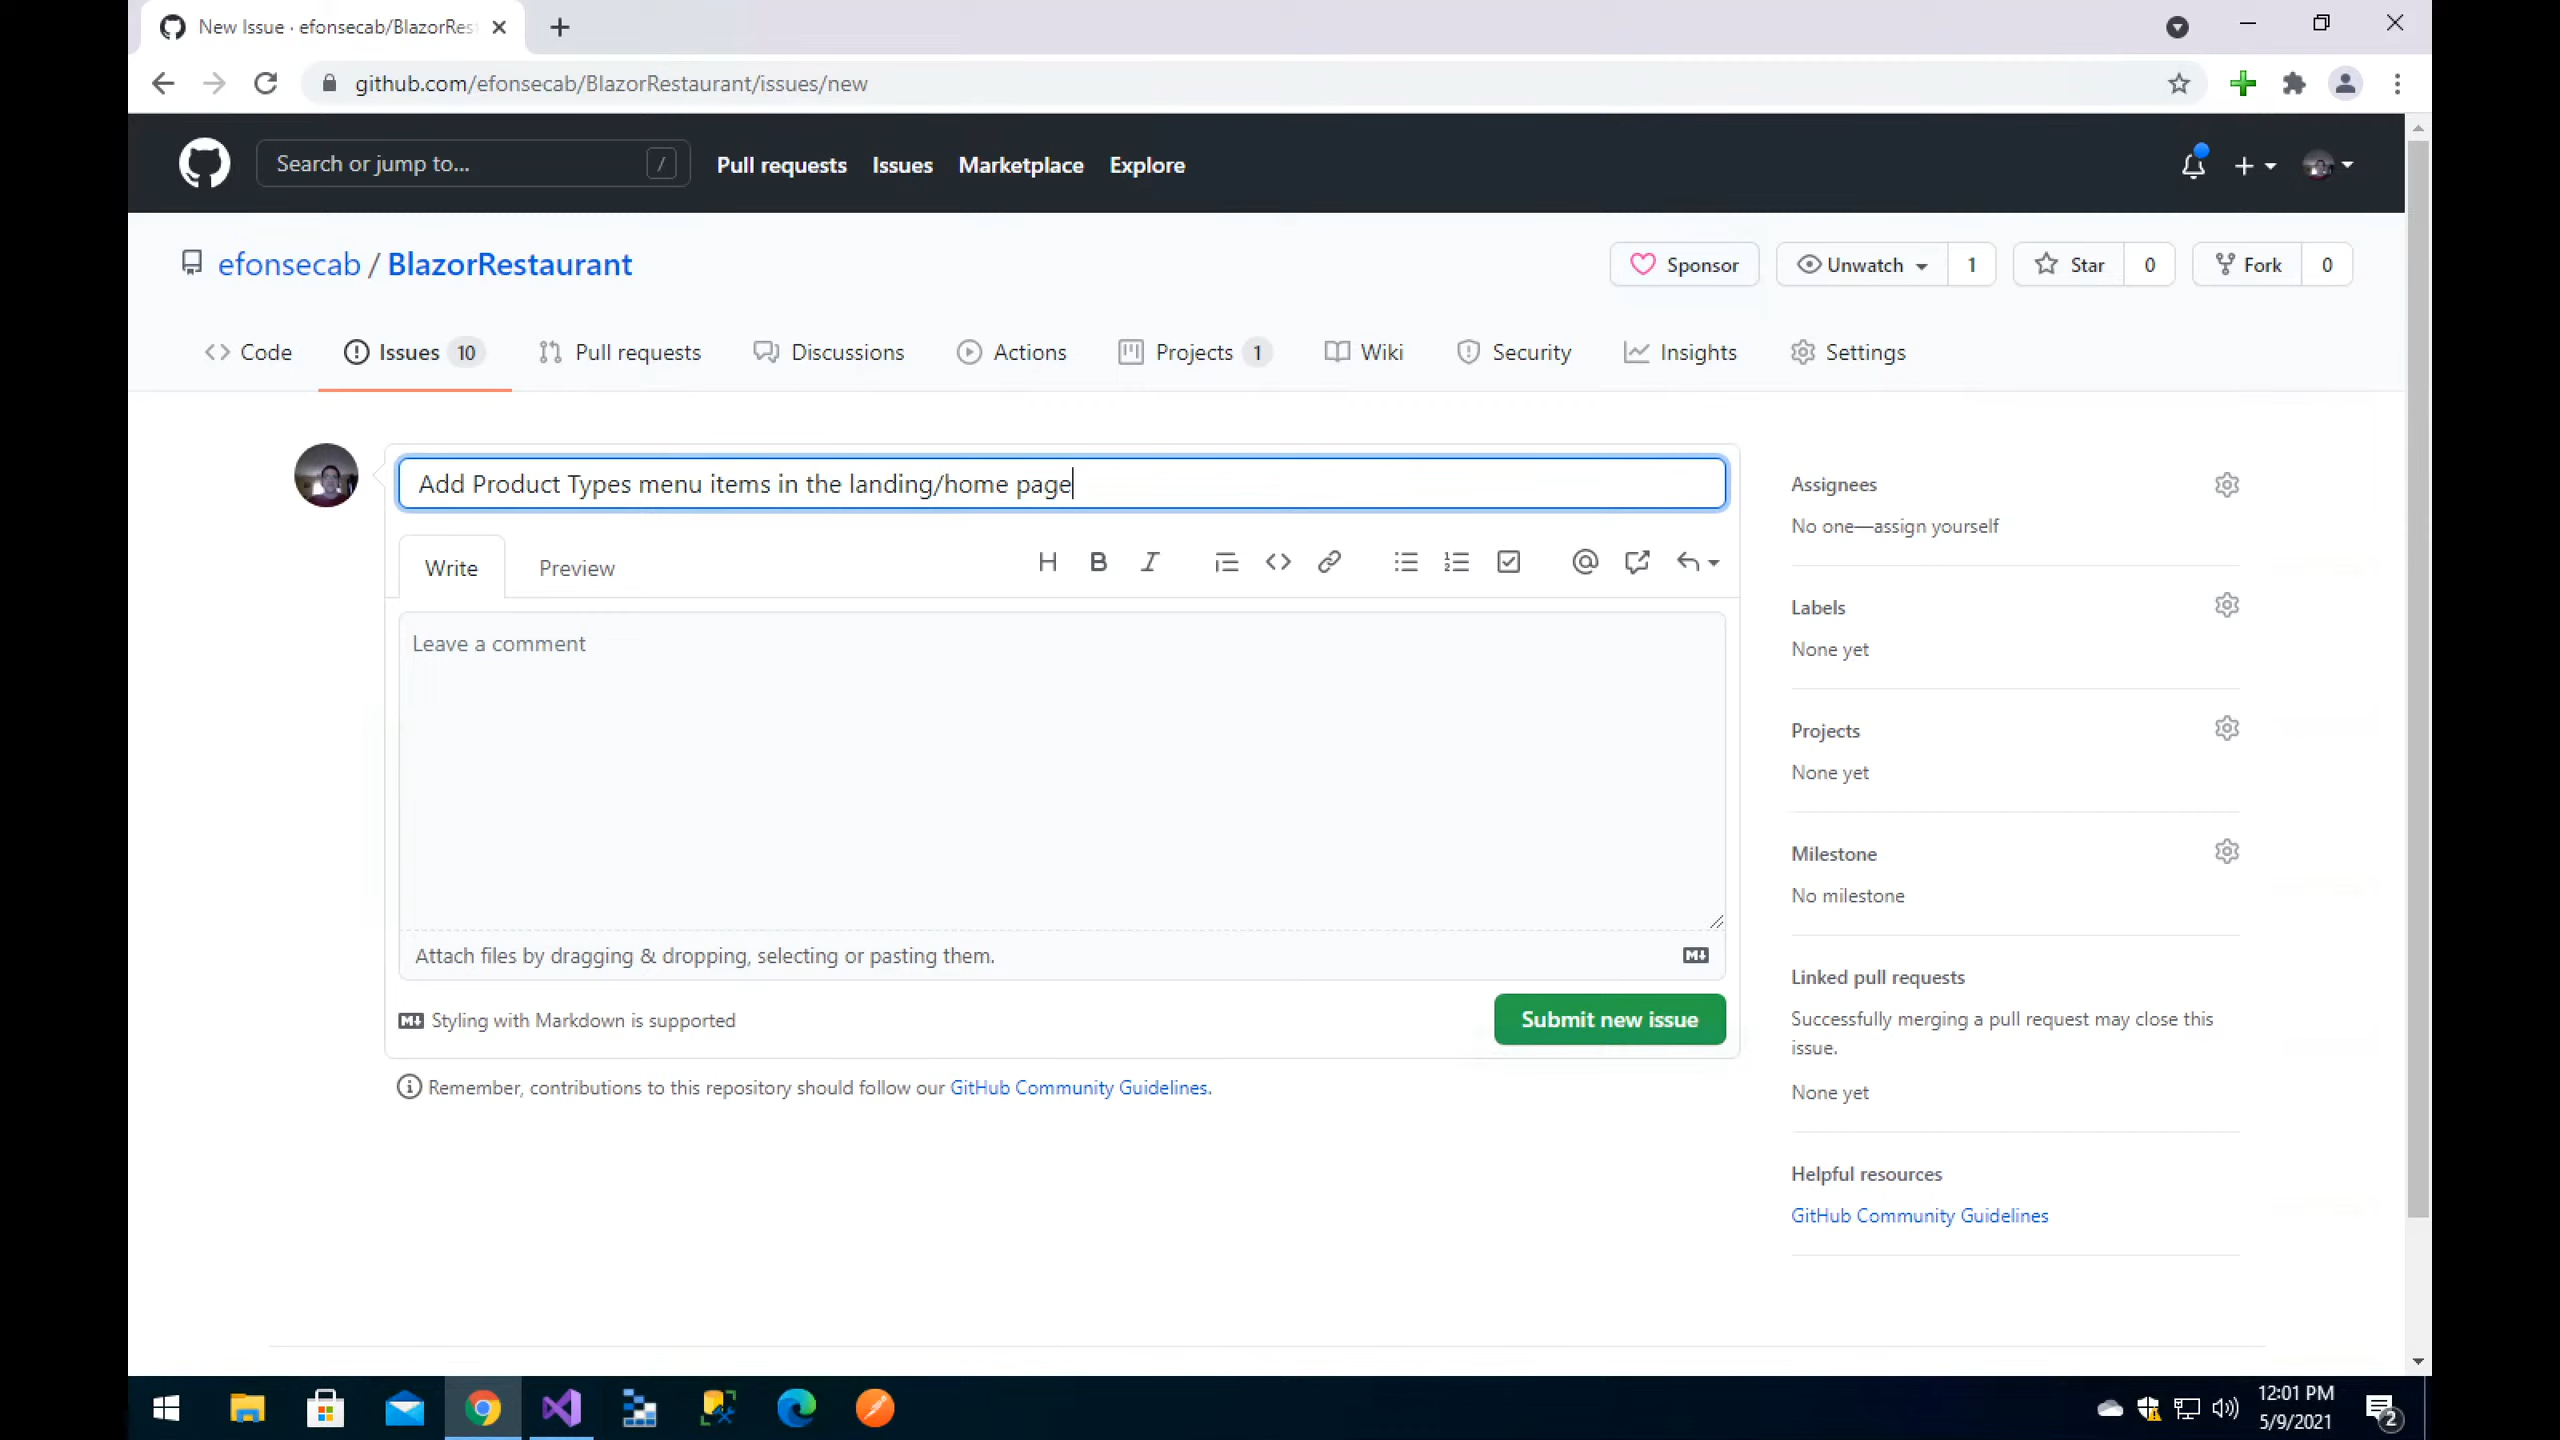 New Issue · efonsecab/BlazorRes
github.com/efonsecab/BlazorRestaurant/issues/new
Search or jump to... /
Pull requests Issues Marketplace Explore
efonsecab / BlazorRestaurant
Sponsor Unwatch 1 Star 0 Fork 0
Code Issues 10 Pull requests Discussions Actions Projects 1 Wiki Security Insights Settings
Add Product Types menu items in the landing/home page
Write Preview
Leave a comment
Attach files by dragging & dropping, selecting or pasting them.
Styling with Markdown is supported
Submit new issue
Remember, contributions to this repository should follow our GitHub Community Guidelines.
Assignees
No one—assign yourself
Labels
None yet
Projects
None yet
Milestone
No milestone
Linked pull requests
Successfully merging a pull request may close this
issue.
None yet
Helpful resources
GitHub Community Guidelines
12:01 PM
5/9/2021
2